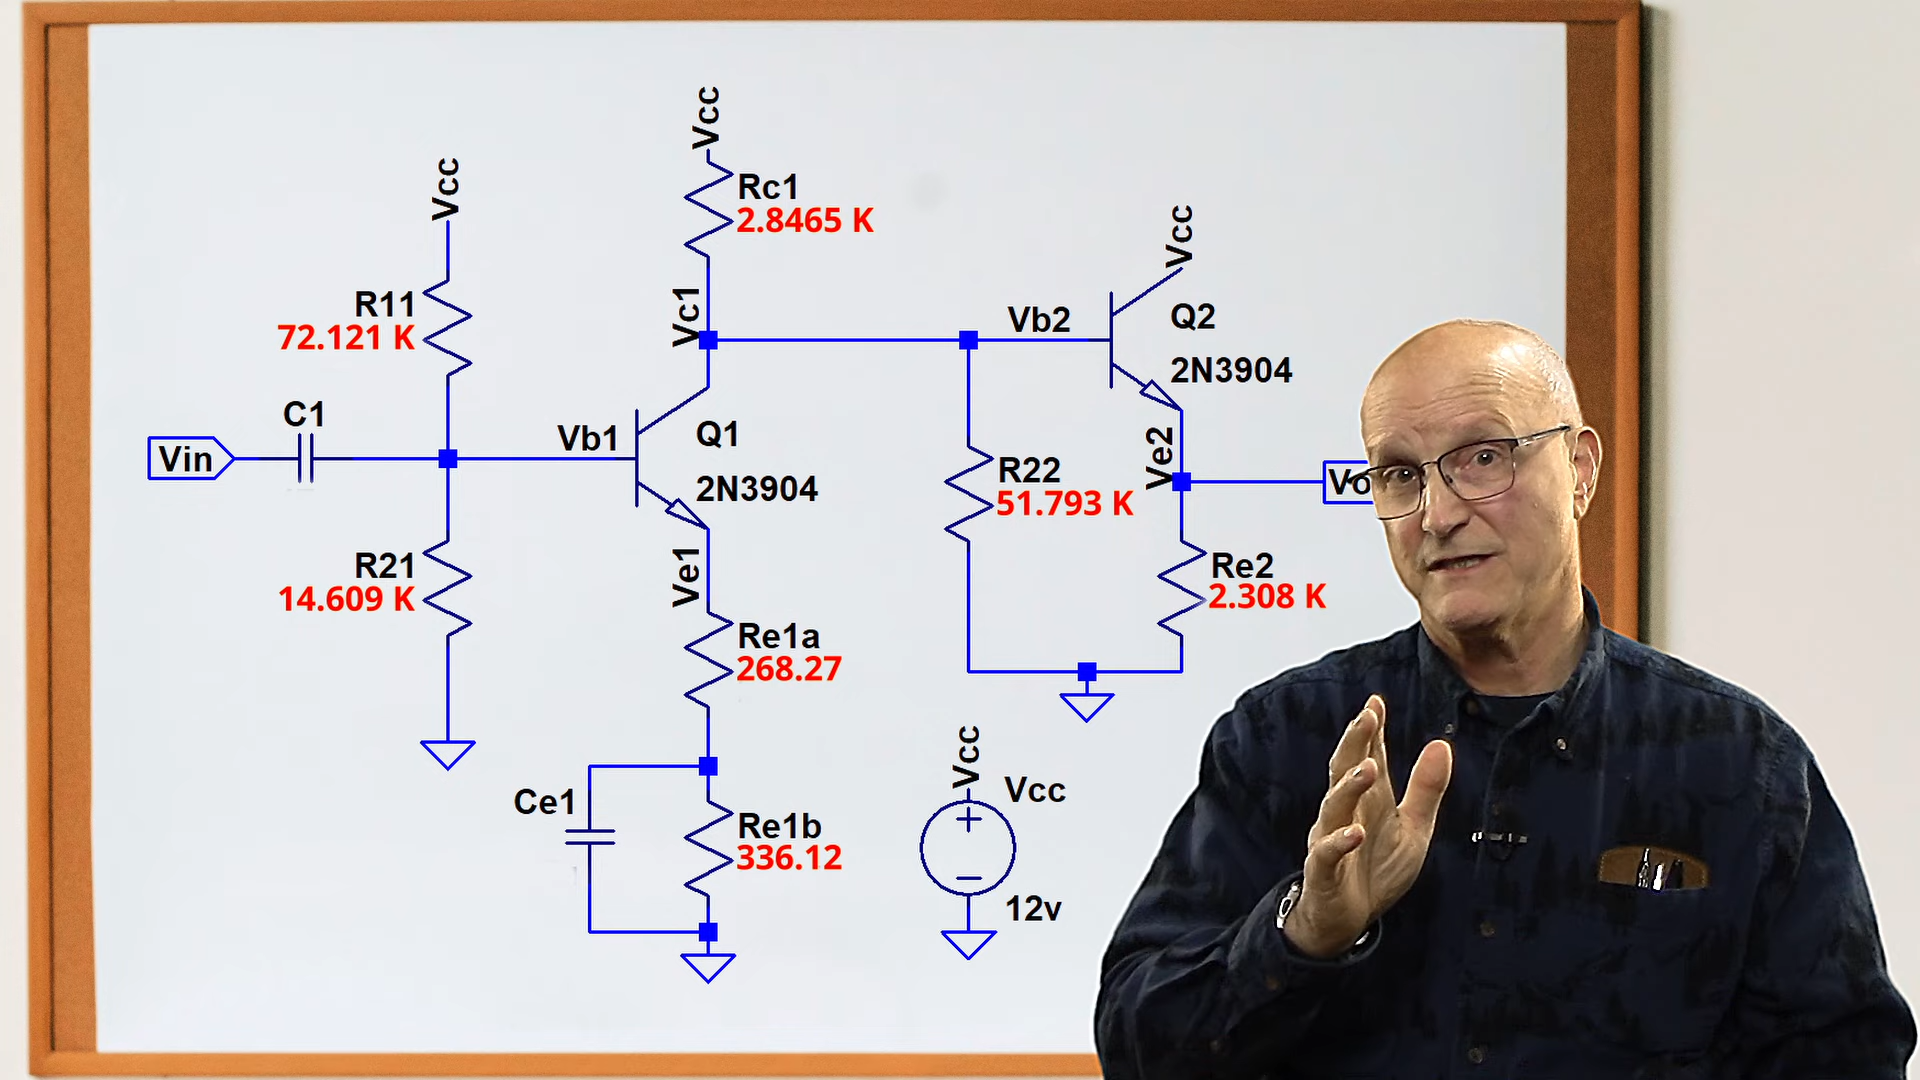 Vcc
Rc1
2.8465 K
Vcc
R11
72.121 K
Vc1
Vcc
Vb2
Q2
2N3904
C1
Vin
Vb1
Q1
2N3904
R22
51.793 K
Ve2
Vo
R21
14.609 K
Ve1
Re1a
268.27
Re2
2.308 K
Ce1
Re1b
336.12
Vcc
Vcc
12v